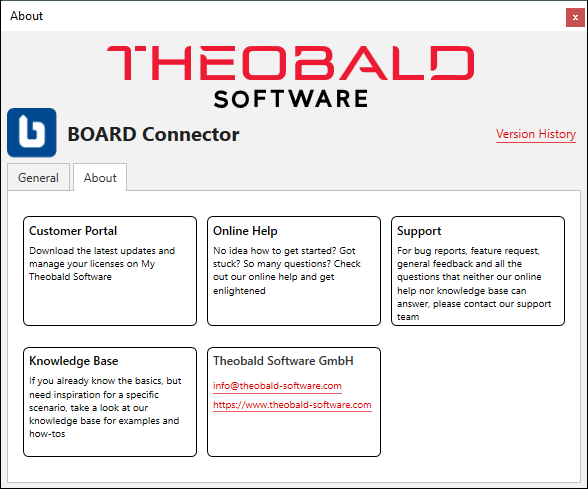 About
x
THEOBALD
SOFTWARE
BOARD Connector
Version History
General
About
Customer Portal
Download the latest updates and
manage your licenses on My
Theobald Software
Online Help
No idea how to get started? Got
stuck? So many questions? Check
out our online help and get
enlightened
Support
For bug reports, feature request,
general feedback and all the
questions that neither our online
help nor knowledge base can
answer, please contact our support
team
Knowledge Base
If you already know the basics, but
need inspiration for a specific
scenario, take a look at our
knowledge base for examples and
how-tos
Theobald Software GmbH
info@theobald-software.com
https://www.theobald-software.com